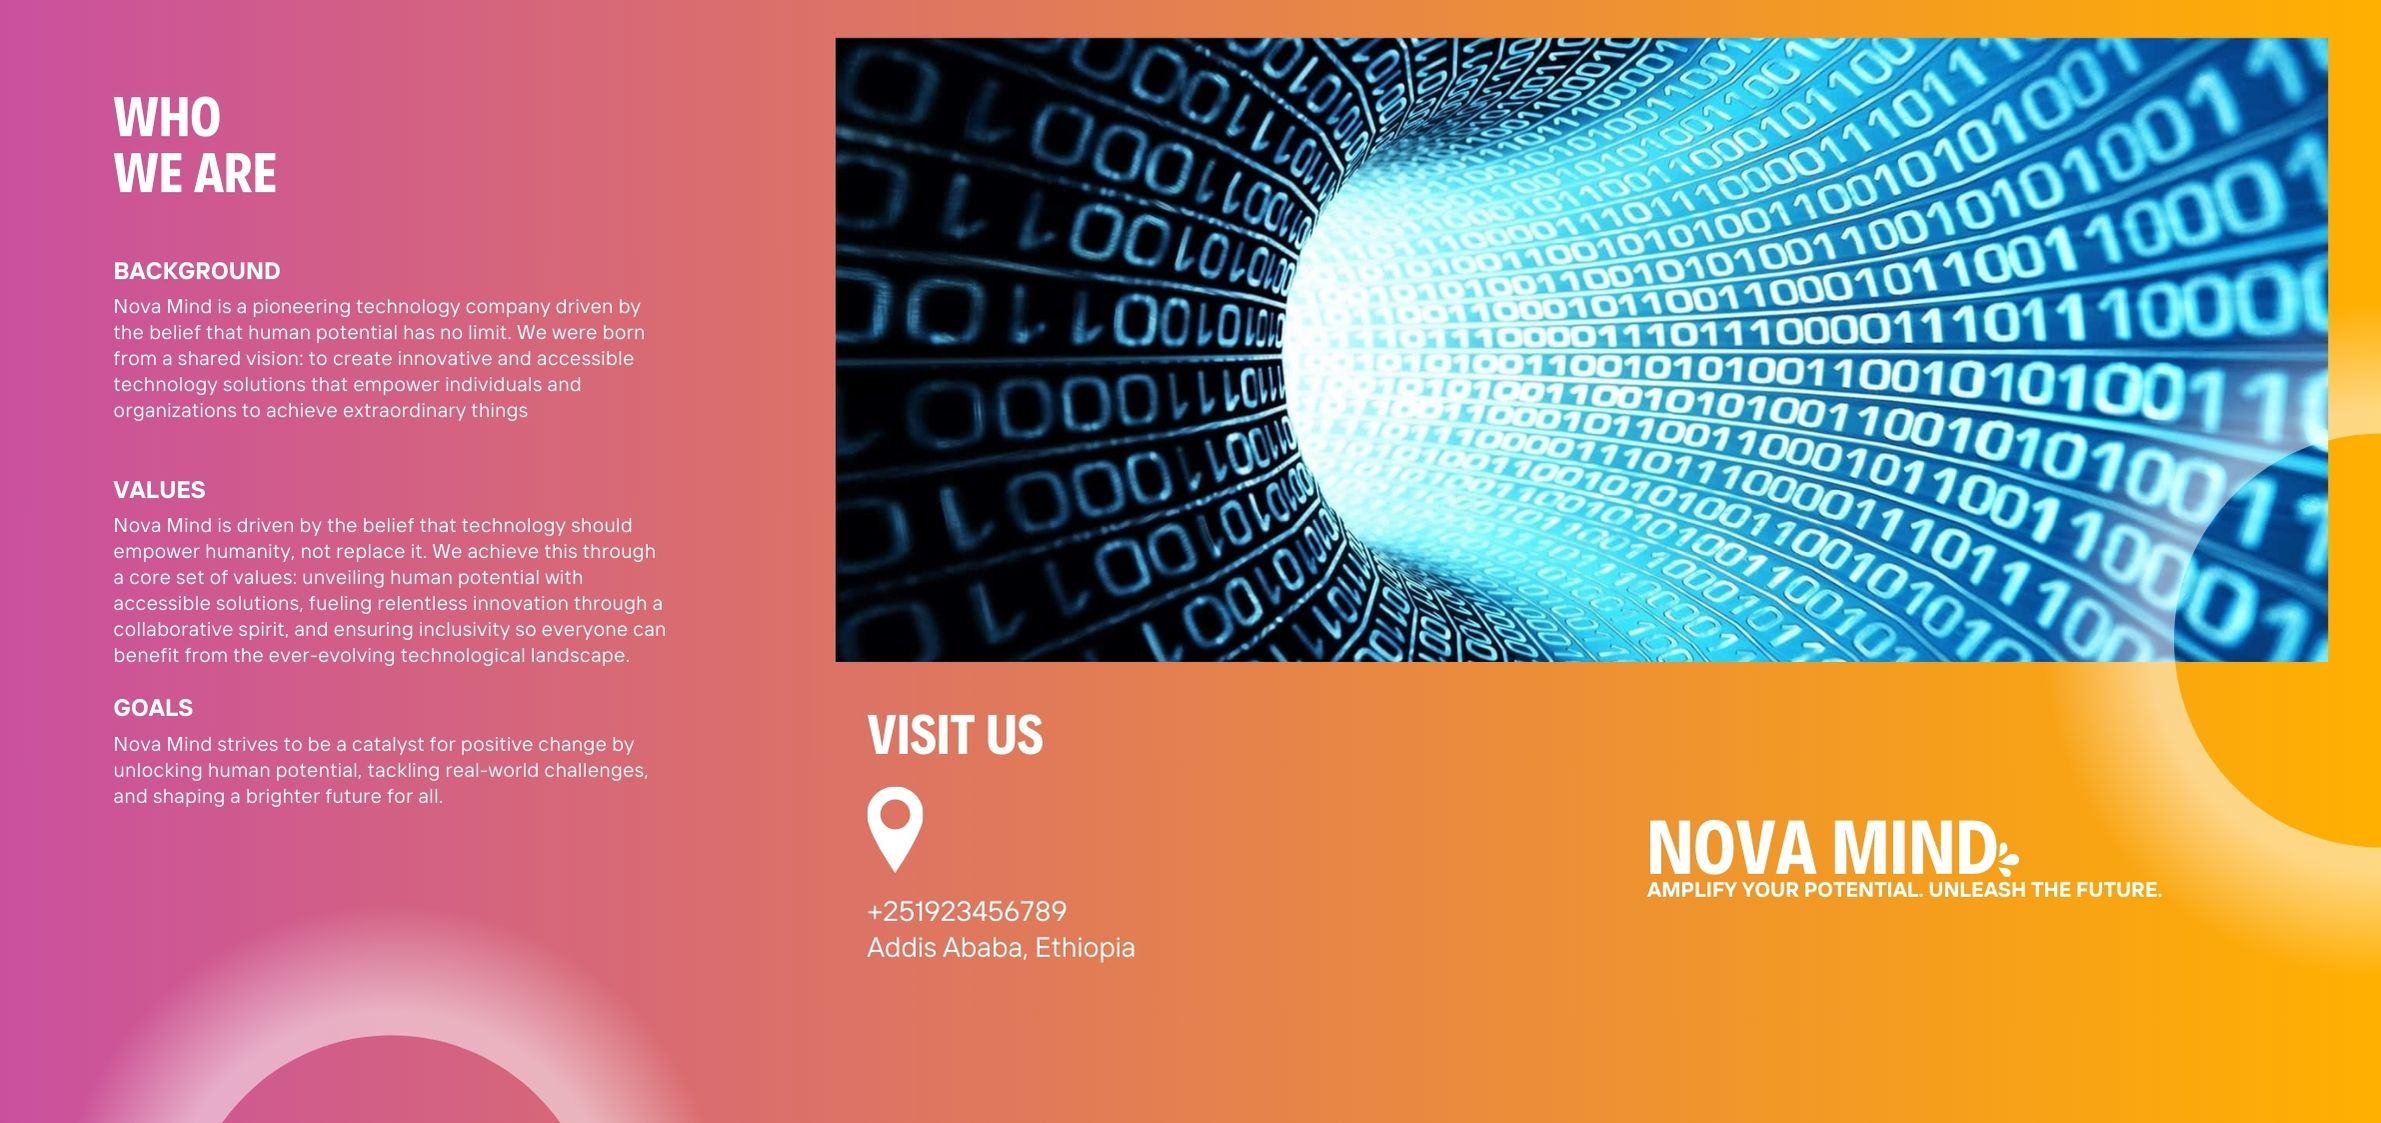 WHO
WE ARE
BACKGROUND
Nova Mind is a pioneering technology company driven by
the belief that human potential has no limit. We were born
from a shared vision: to create innovative and accessible
technology solutions that empower individuals and
organizations to achieve extraordinary things
VALUES
Nova Mind is driven by the belief that technology should
empower humanity, not replace it. We achieve this through
a core set of values: unveiling human potential with
accessible solutions, fueling relentless innovation through a
collaborative spirit, and ensuring inclusivity so everyone can
benefit from the ever-evolving technological landscape.
GOALS
Nova Mind strives to be a catalyst for positive change by
unlocking human potential, tackling real-world challenges,
and shaping a brighter future for all.
VISIT US
+251923456789
Addis Ababa, Ethiopia
NOVA MIND
AMPLIFY YOUR POTENTIAL. UNLEASH THE FUTURE.